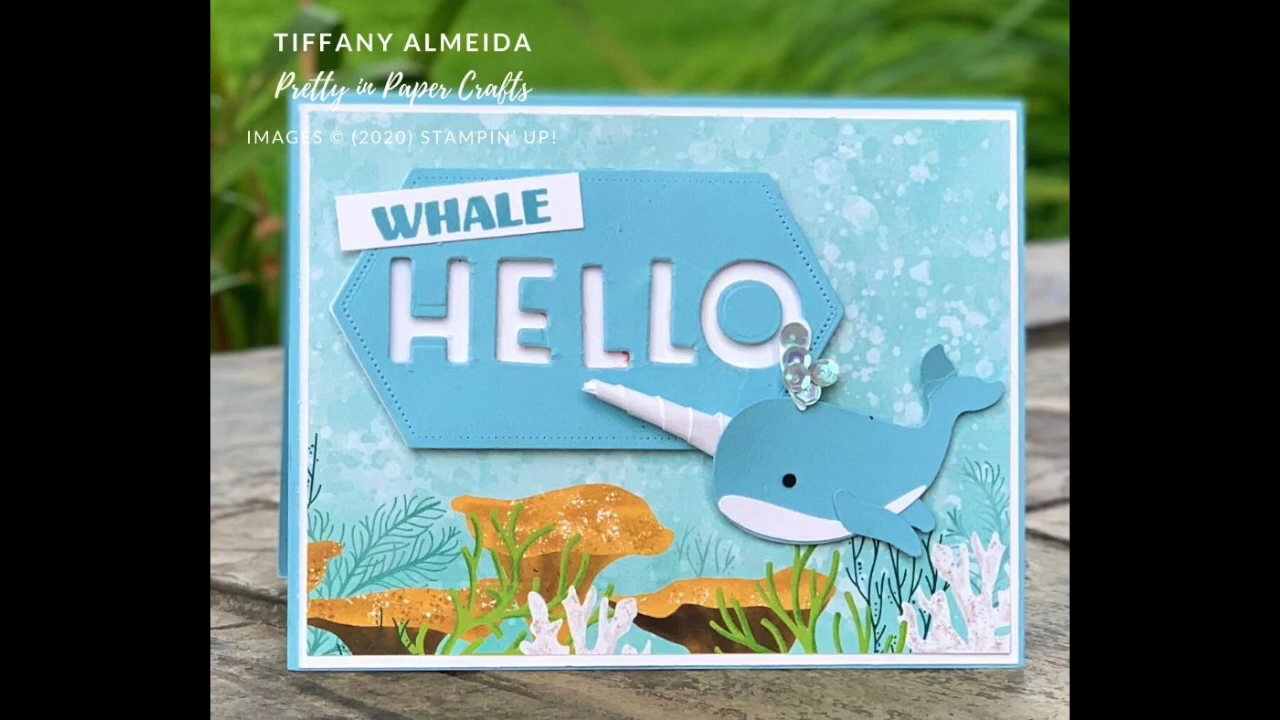 TIFFANY ALMEIDA
Pretty in Paper Crafts
IMAGES © (2020) STAMPIN' UP!
WHALE
HELLO